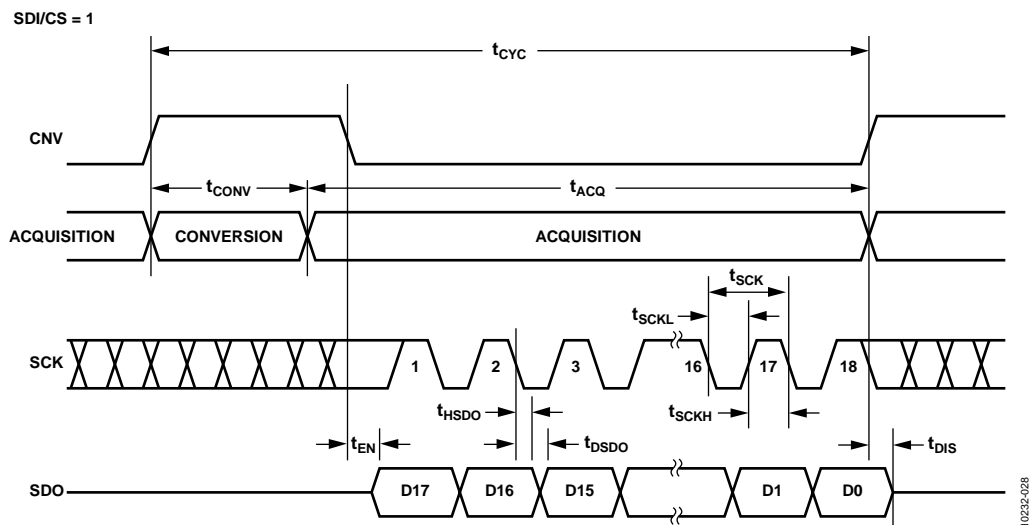 SDI/CS = 1
tCYC
CNV
tCONV
tACQ
ACQUISITION
CONVERSION
ACQUISITION
tSCK
tSCKL
SCK
1
2
3
16
17
18
tHSDO
tSCKH
tEN
tDSDO
tDIS
SDO
D17
D16
D15
D1
D0
10232-028